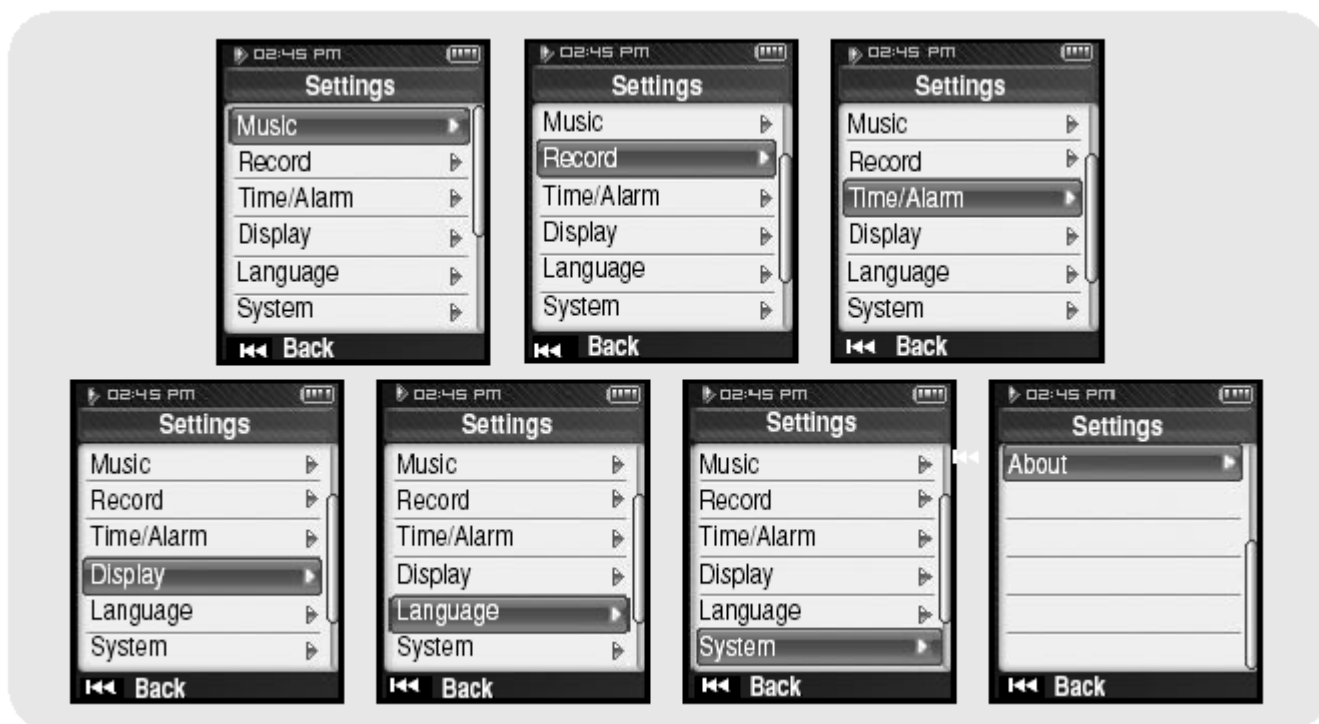 02:45 PM
Settings
Music
Record
Time/Alarm
Display
Language
System
Back
02:45 PM
Settings
Music
Record
Time/Alarm
Display
Language
System
Back
02:45 PM
Settings
Music
Record
Time/Alarm
Display
Language
System
Back
02:45 PM
Settings
Music
Record
Time/Alarm
Display
Language
System
Back
02:45 PM
Settings
Music
Record
Time/Alarm
Display
Language
System
Back
02:45 PM
Settings
Music
Record
Time/Alarm
Display
Language
System
Back
02:45 PM
Settings
About
Back